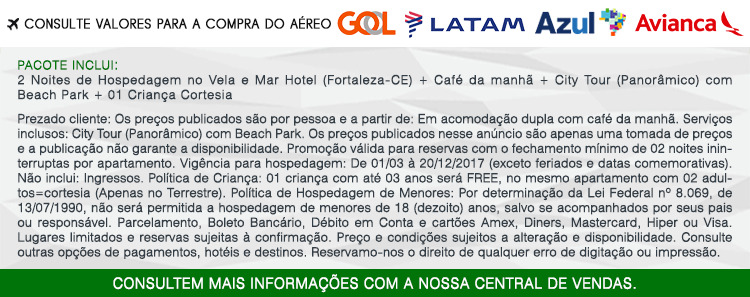 CONSULTE VALORES PARA A COMPRA DO AÉREO GOL LATAM Azul Avianca
PACOTE INCLUI:
2 Noites de Hospedagem no Vela e Mar Hotel (Fortaleza-CE) + Café da manhã + City Tour (Panorâmico) com
Beach Park + 01 Criança Cortesia
Prezado cliente: Os preços publicados são por pessoa e a partir de: Em acomodação dupla com café da manhã. Serviços
inclusos: City Tour (Panorâmico) com Beach Park. Os preços publicados nesse anúncio são apenas uma tomada de preços
e a publicação não garante a disponibilidade. Promoção válida para reservas com o fechamento mínimo de 02 noites inin-
terruptas por apartamento. Vigência para hospedagem: De 01/03 à 20/12/2017 (exceto feriados e datas comemorativas).
Não inclui: Ingressos. Política de Criança: 01 criança com até 03 anos será FREE, no mesmo apartamento com 02 adul-
tos=cortesia (Apenas no Terrestre). Política de Hospedagem de Menores: Por determinação da Lei Federal nº 8.069, de
13/07/1990, não será permitida a hospedagem de menores de 18 (dezoito) anos, salvo se acompanhados por seus pais
ou responsável. Parcelamento, Boleto Bancário, Débito em Conta e cartões Amex, Diners, Mastercard, Hiper ou Visa.
Lugares limitados e reservas sujeitas à confirmação. Preço e condições sujeitos a alteração e disponibilidade. Consulte
outras opções de pagamentos, hotéis e destinos. Reservamo-nos o direito de qualquer erro de digitação ou impressão.
CONSULTEM MAIS INFORMAÇÕES COM A NOSSA CENTRAL DE VENDAS.